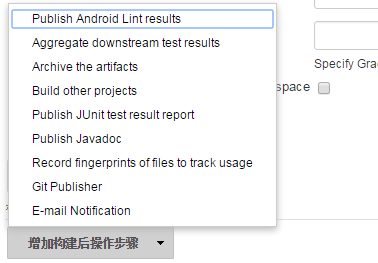 Publish Android Lint results
Aggregate downstream test results
Archive the artifacts
Build other projects
Publish JUnit test result report
Publish Javadoc
Record fingerprints of files to track usage
Git Publisher
E-mail Notification
Specify Gra
space
增加构建后操作步骤